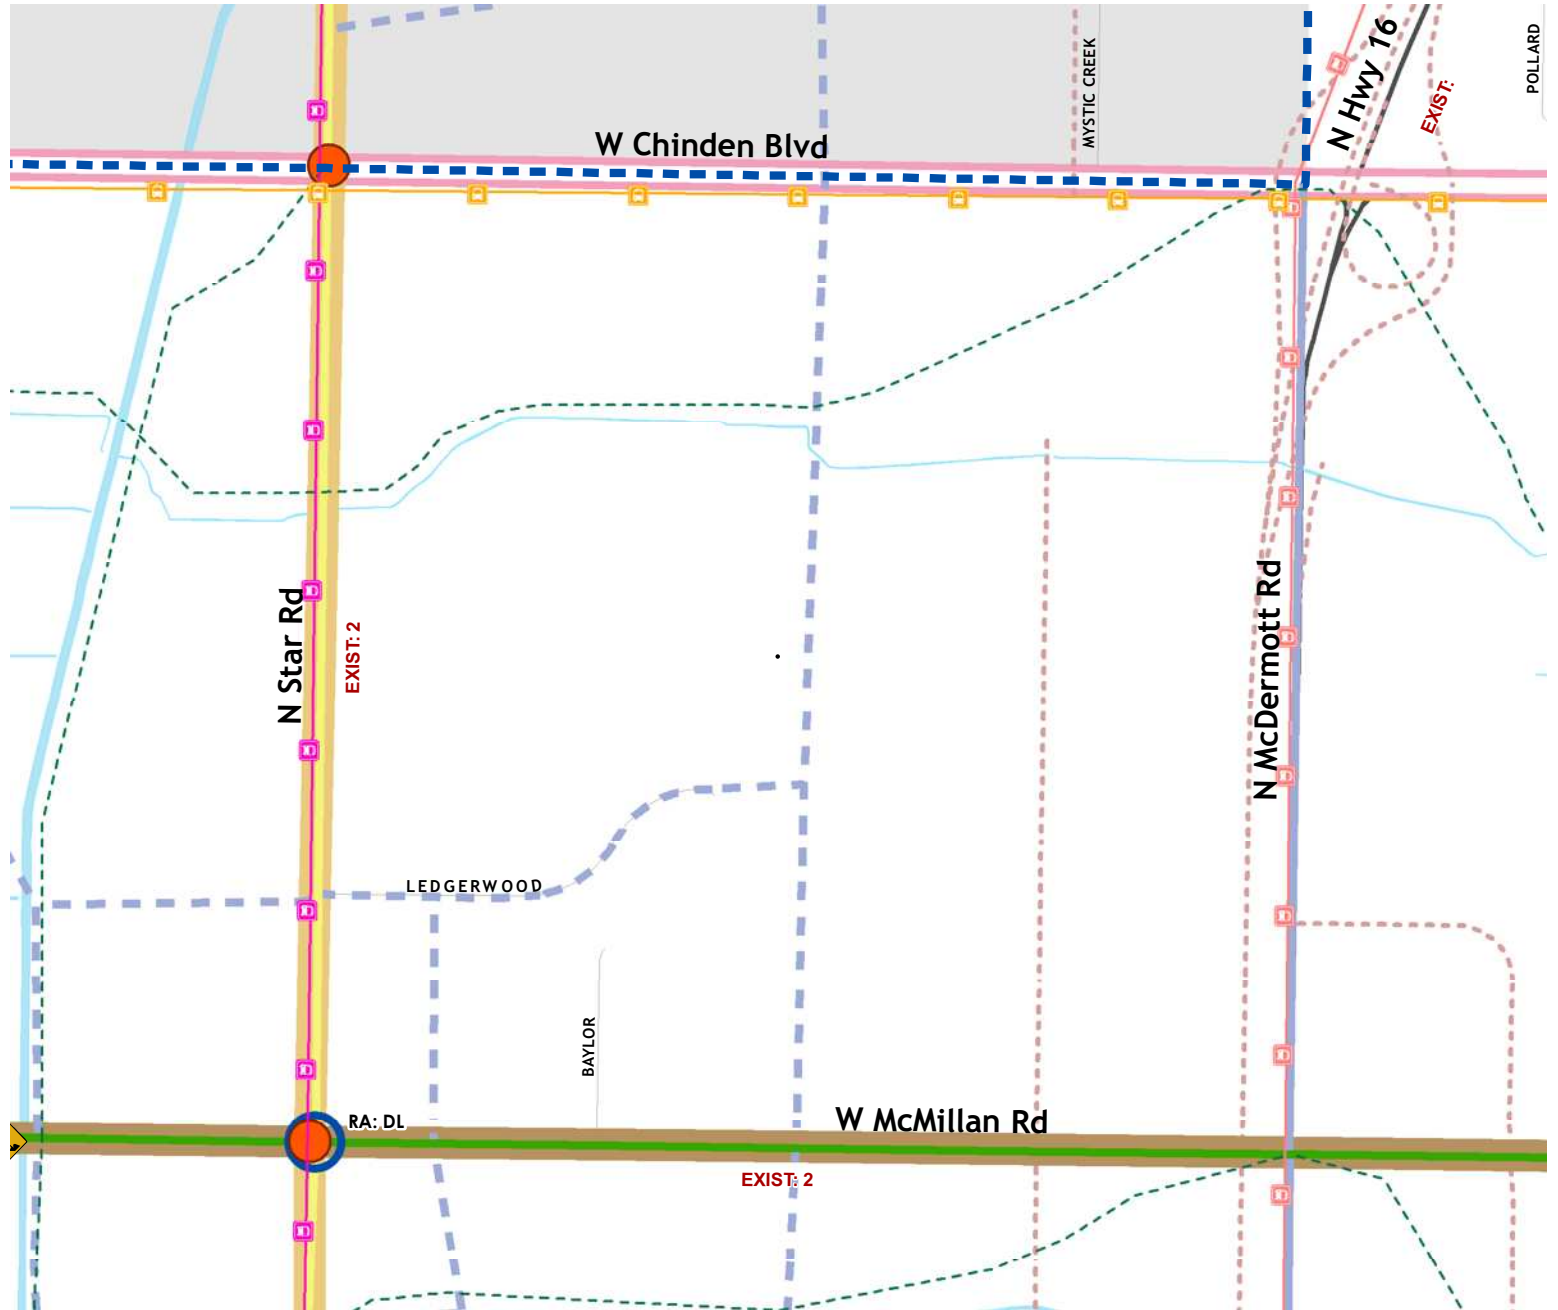 POLLARD
N Hwy 16
MYSTIC CREEK
EXIST:
W Chinden Blvd
N Star Rd
EXIST: 2
N McDermott Rd
LEDGERWOOD
BAYLOR
RA: DL
W McMillan Rd
EXIST: 2